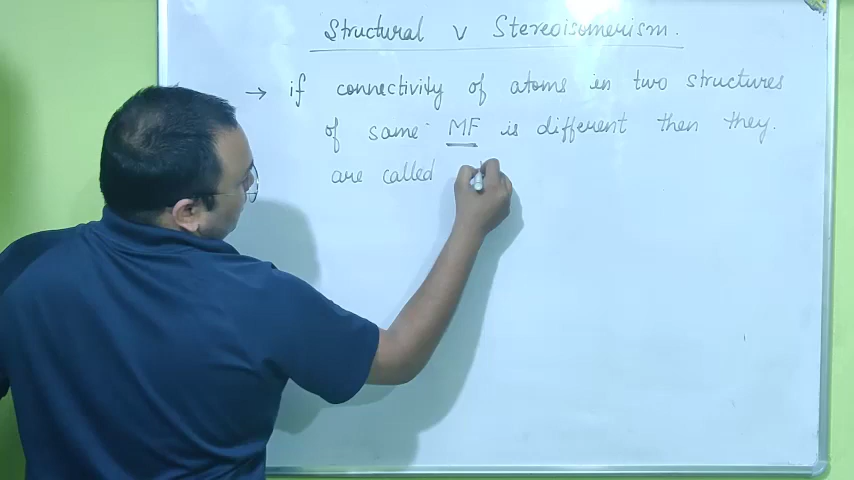 Structural v Stereoisomerism.
→ if connectivity of atoms in two structures
of same MF is different then they.
are called